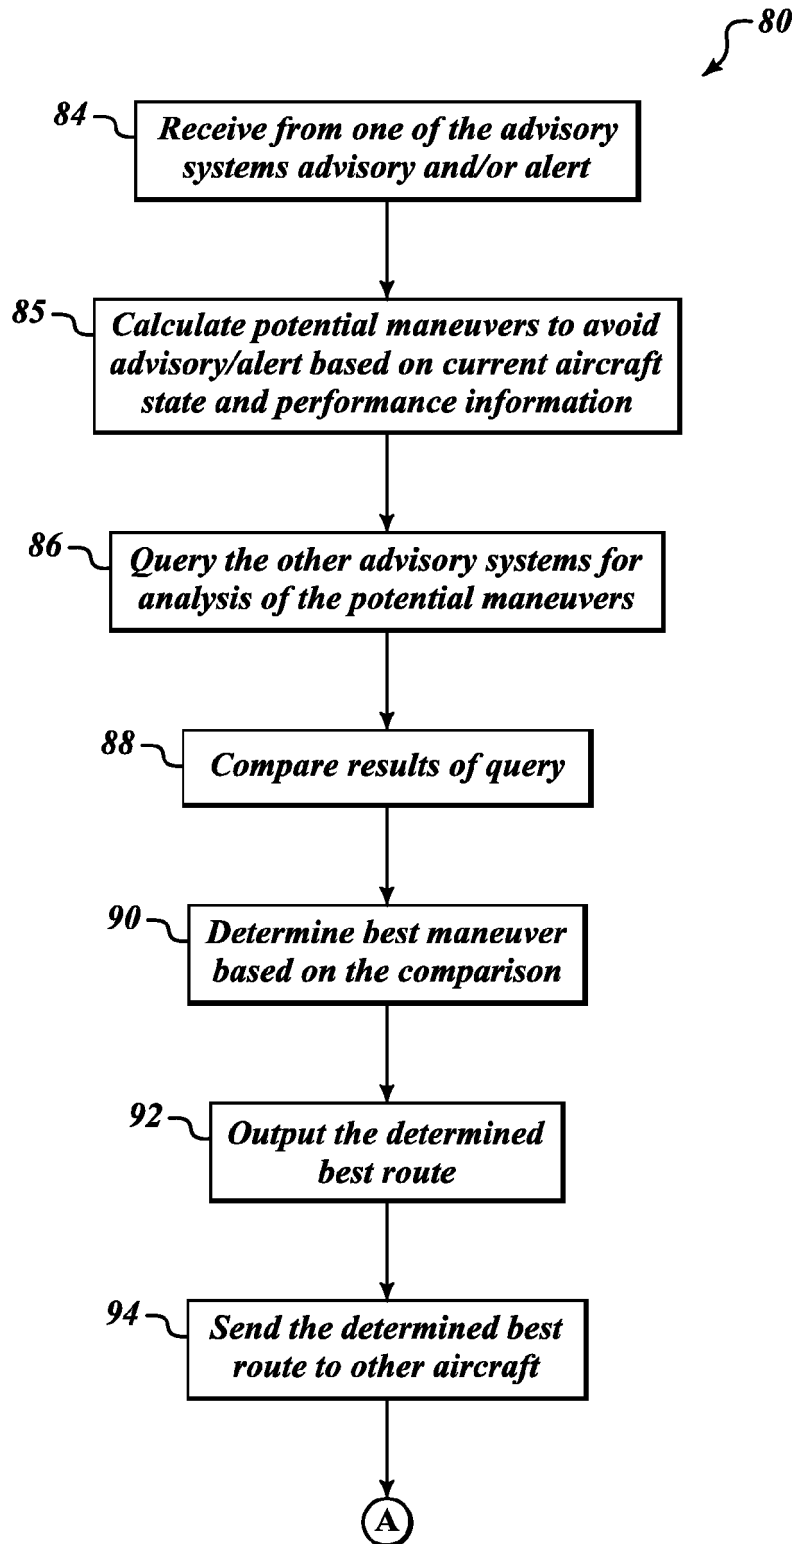 80
84
Receive from one of the advisory
systems advisory and/or alert
85
Calculate potential maneuvers to avoid
advisory/alert based on current aircraft
state and performance information
86
Query the other advisory systems for
analysis of the potential maneuvers
88
Compare results of query
90
Determine best maneuver
based on the comparison
92
Output the determined
best route
94
Send the determined best
route to other aircraft
A